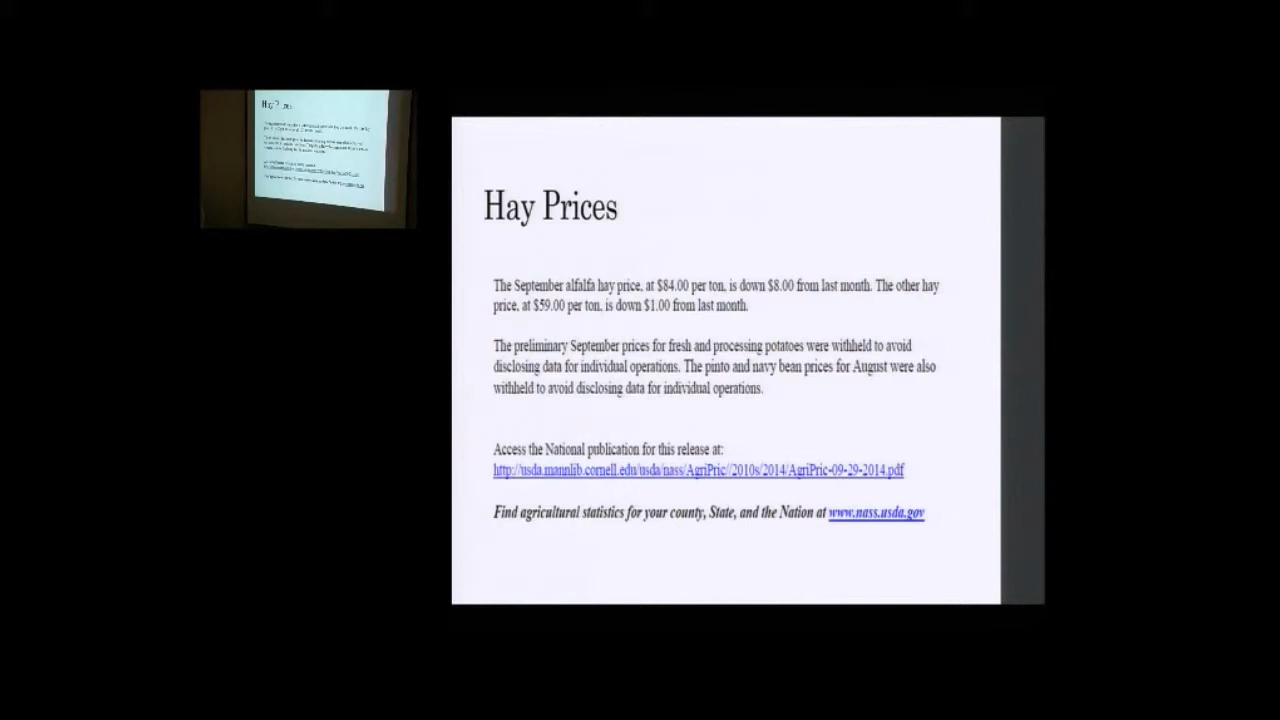 Hay Prices
The September alfalfa hay price, at $84.00 per ton, is down $8.00 from last month. The other hay
price, at $59.00 per ton, is down $1.00 from last month.
The preliminary September prices for fresh and processing potatoes were withheld to avoid
disclosing data for individual operations. The pinto and navy bean prices for August were also
withheld to avoid disclosing data for individual operations.
Access the National publication for this release at:
http://usda.mannlib.cornell.edu/usda/nass/AgriPric//2010s/2014/AgriPric-09-29-2014.pdf
Find agricultural statistics for your county, State, and the Nation at www.nass.usda.gov